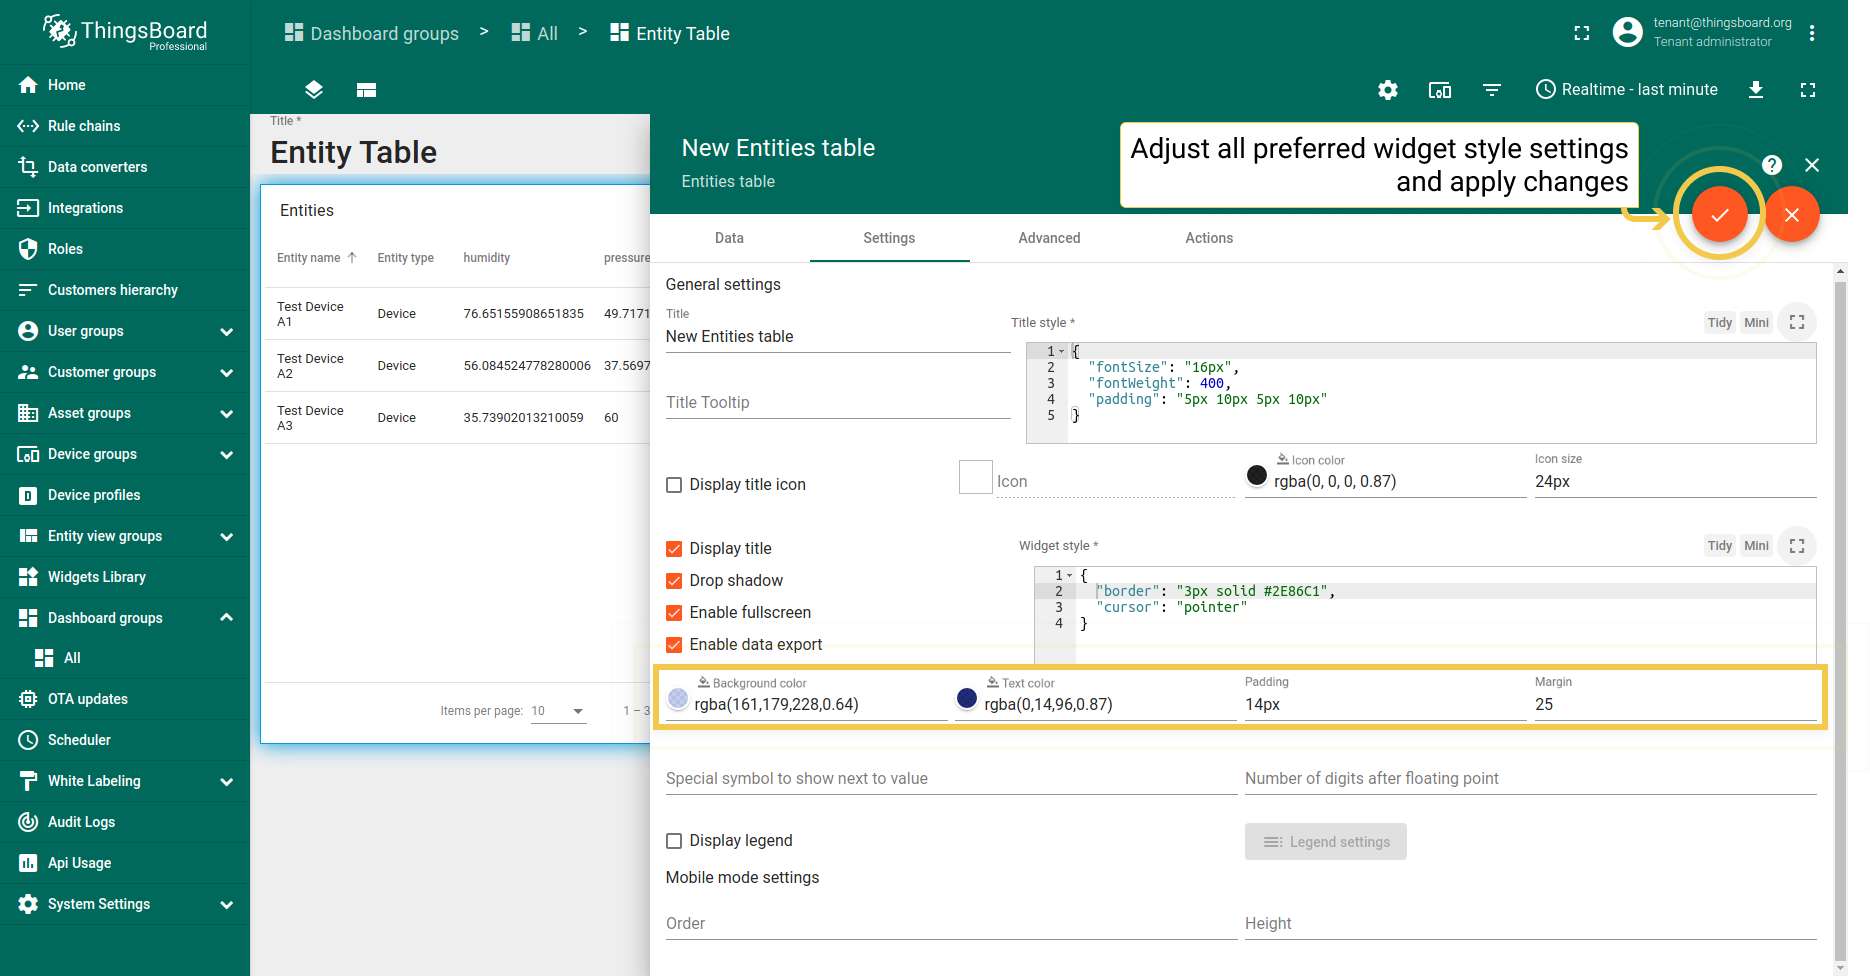 ThingsBoard
Professional
Dashboard groups > All > Entity Table
tenant@thingsboard.org
Tenant administrator
Home
Rule chains
Data converters
Integrations
Roles
Customers hierarchy
User groups
Customer groups
Asset groups
Device groups
Device profiles
Entity view groups
Widgets Library
Dashboard groups
All
OTA updates
Scheduler
White Labeling
Audit Logs
Api Usage
System Settings
Realtime - last minute
Title *
Entity Table
Entities
Entity name Entity type humidity pressure
Test Device A1 Device 76.65155908651835 49.7171
Test Device A2 Device 56.084524778280006 37.5697
Test Device A3 Device 35.73902013210059 60
Items per page: 10 1 – 3
New Entities table
Entities table
Adjust all preferred widget style settings
and apply changes
Data Settings Advanced Actions
General settings
Title
New Entities table
Title Tooltip
Title style *
Tidy Mini
1 {
2 "fontSize": "16px",
3 "fontWeight": 400,
4 "padding": "5px 10px 5px 10px"
5 }
Display title icon
Icon
Icon color
rgba(0, 0, 0, 0.87)
Icon size
24px
Display title
Drop shadow
Enable fullscreen
Enable data export
Widget style *
Tidy Mini
1 {
2 "border": "3px solid #2E86C1",
3 "cursor": "pointer"
4 }
Background color
rgba(161,179,228,0.64)
Text color
rgba(0,14,96,0.87)
Padding
14px
Margin
25
Special symbol to show next to value
Number of digits after floating point
Display legend
Legend settings
Mobile mode settings
Order
Height